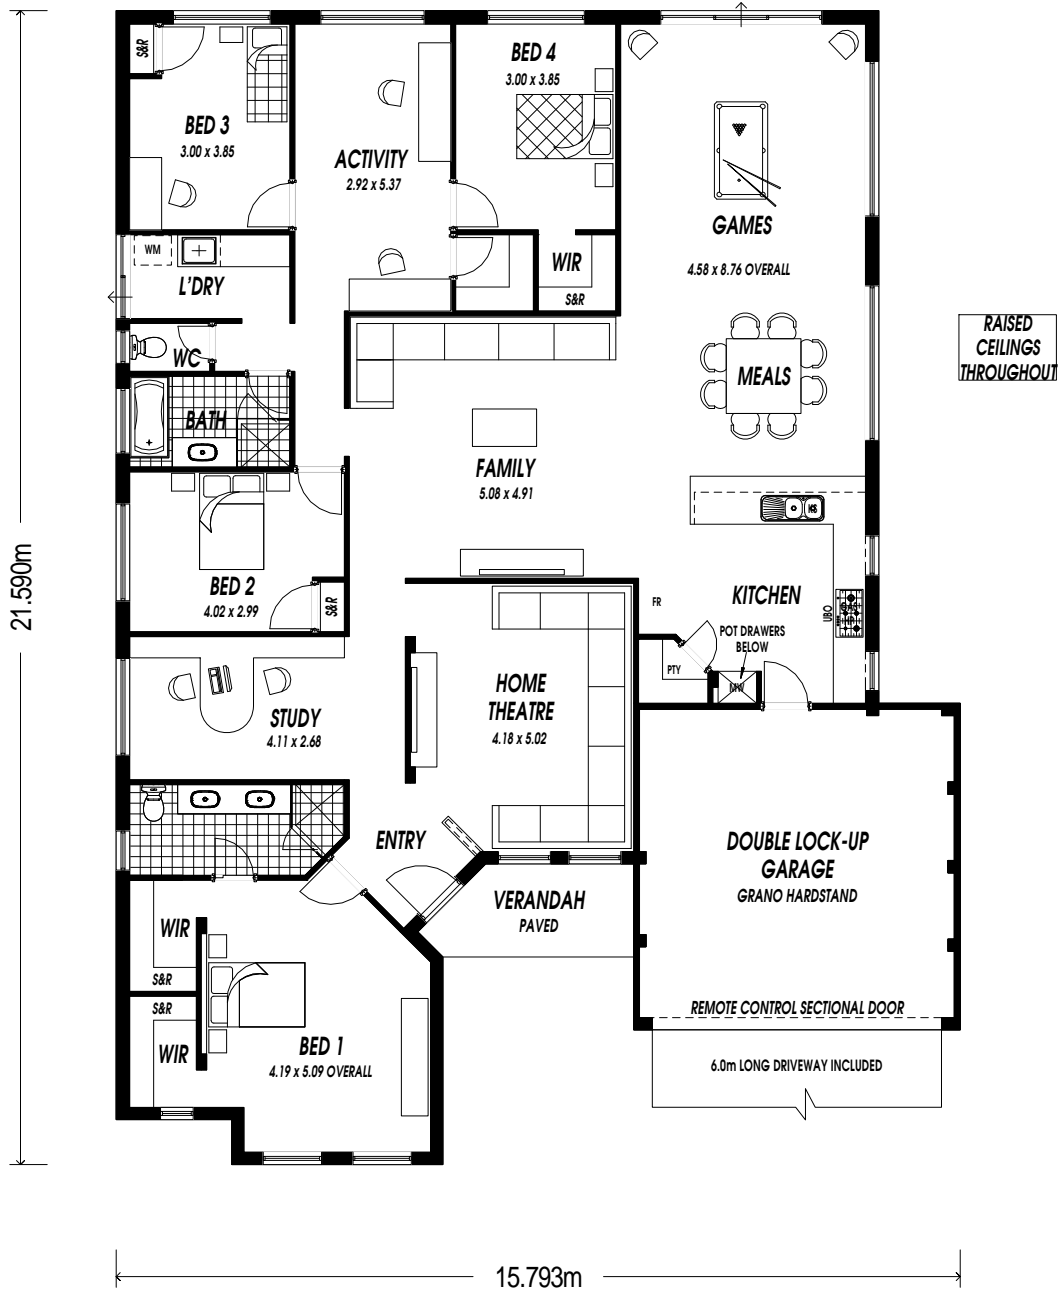 S&R
BED 3
3.00 x 3.85
ACTIVITY
2.92 x 5.37
BED 4
3.00 x 3.85
GAMES
4.58 x 8.76 OVERALL
WM
L'DRY
WIR
S&R
WC
BATH
MEALS
RAISED
CEILINGS
THROUGHOUT
FAMILY
5.08 x 4.91
21.590m
BED 2
4.02 x 2.99
S&R
KITCHEN
FR
UBO
POT DRAWERS
BELOW
PTY
MW
HOME
THEATRE
4.18 x 5.02
STUDY
4.11 x 2.68
ENTRY
VERANDAH
PAVED
DOUBLE LOCK-UP
GARAGE
GRANO HARDSTAND
WIR
S&R
S&R
WIR
BED 1
4.19 x 5.09 OVERALL
REMOTE CONTROL SECTIONAL DOOR
6.0m LONG DRIVEWAY INCLUDED
15.793m